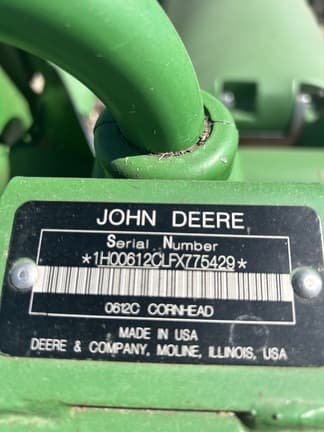 JOHN DEERE
Serial Number
*1H00612CLFX775429*
0612C CORNHEAD
MADE IN USA
DEERE & COMPANY, MOLINE, ILLINOIS, USA